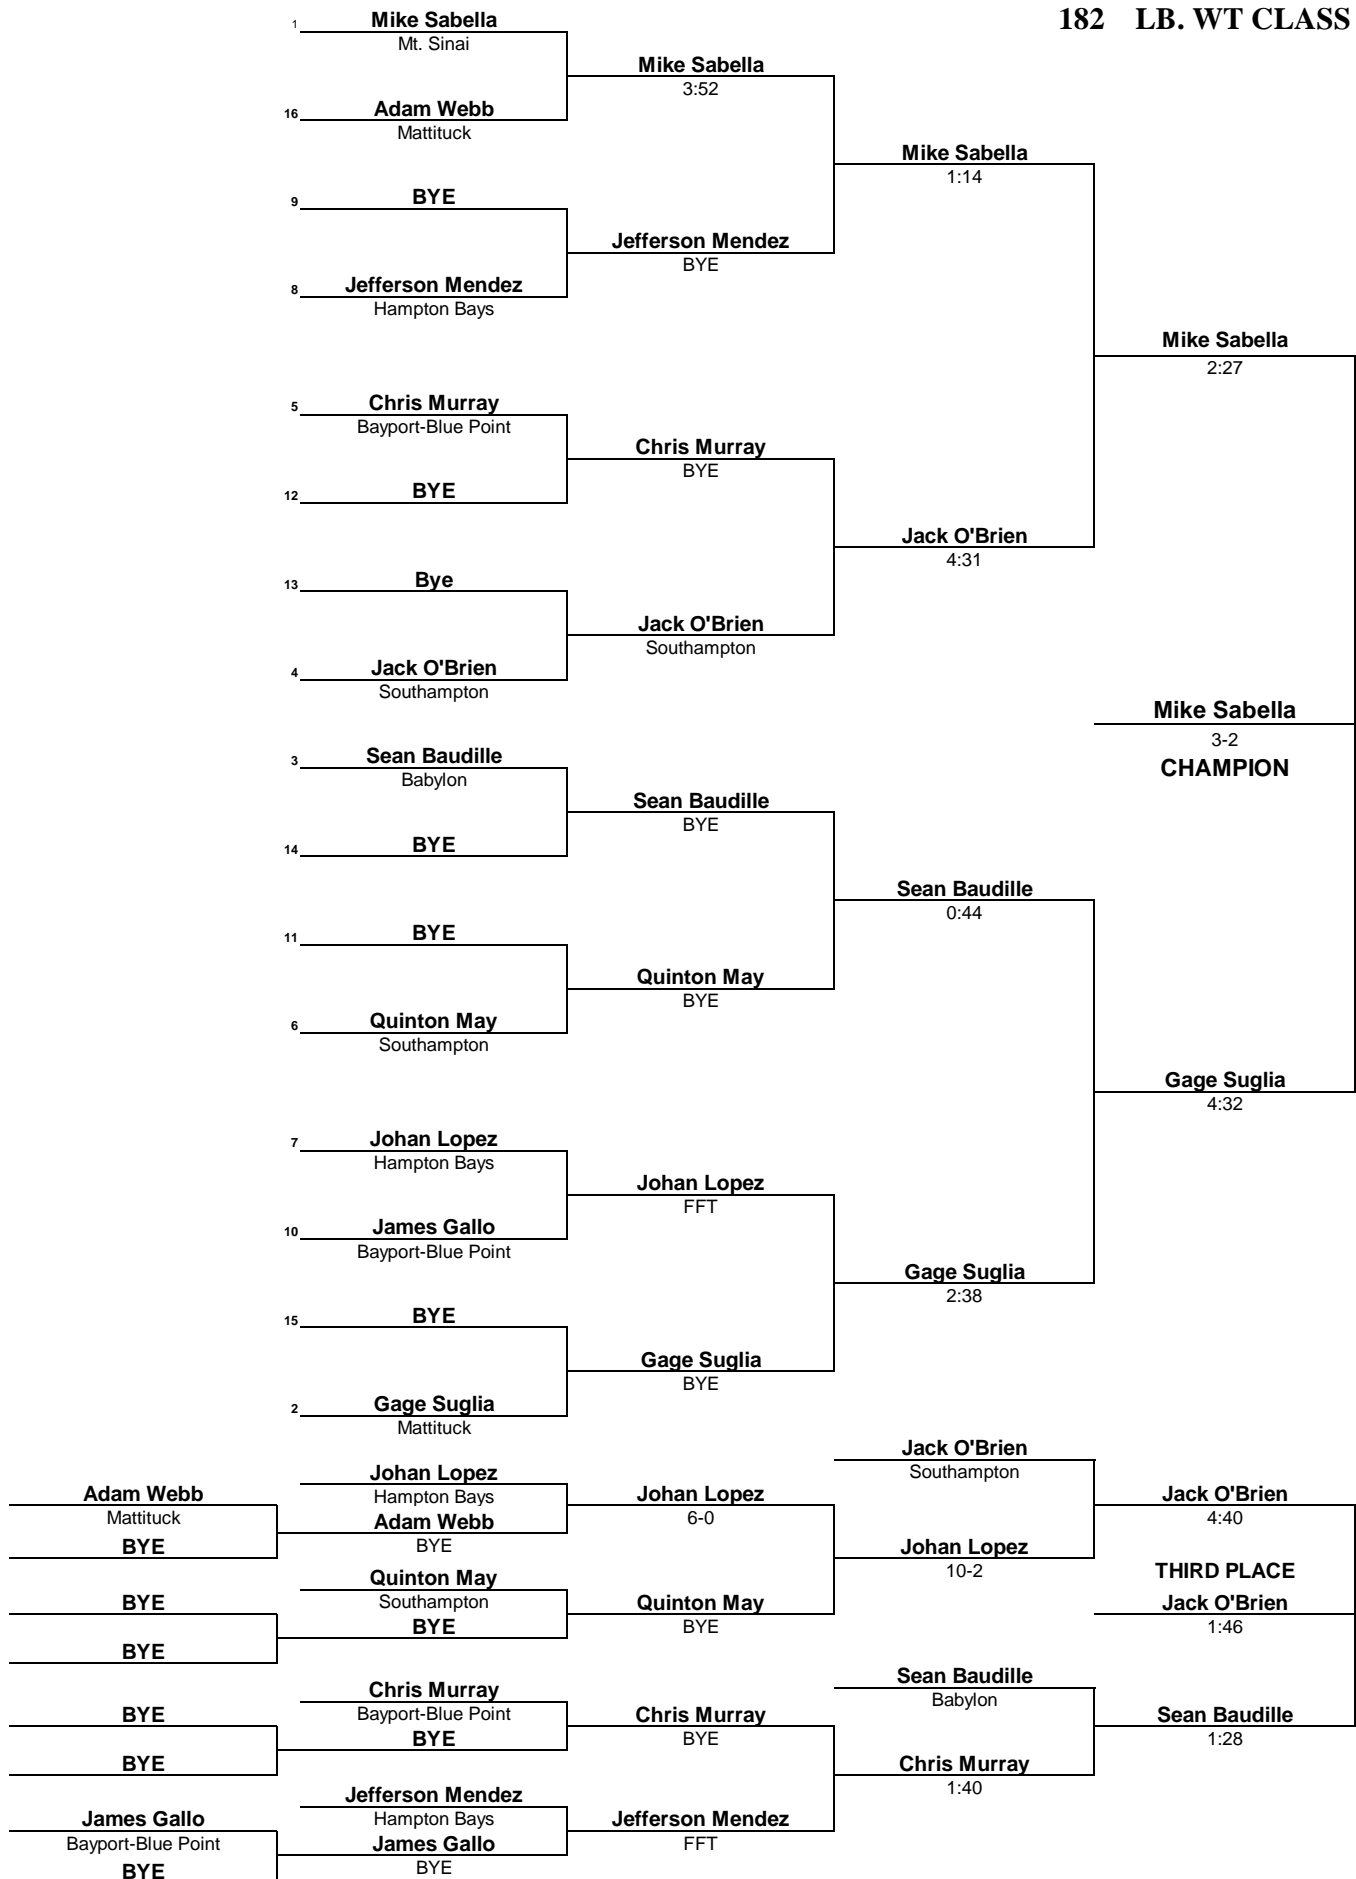 182 LB. WT CLASS
1 Mike Sabella
Mt. Sinai
Mike Sabella
3:52
16 Adam Webb
Mattituck
Mike Sabella
1:14
9 BYE
Jefferson Mendez
BYE
8 Jefferson Mendez
Hampton Bays
Mike Sabella
2:27
5 Chris Murray
Bayport-Blue Point
Chris Murray
BYE
12 BYE
Jack O'Brien
4:31
13 Bye
Jack O'Brien
Southampton
4 Jack O'Brien
Southampton
Mike Sabella
3-2
CHAMPION
3 Sean Baudille
Babylon
Sean Baudille
BYE
14 BYE
Sean Baudille
0:44
11 BYE
Quinton May
BYE
6 Quinton May
Southampton
Gage Suglia
4:32
7 Johan Lopez
Hampton Bays
Johan Lopez
FFT
10 James Gallo
Bayport-Blue Point
Gage Suglia
2:38
15 BYE
Gage Suglia
BYE
2 Gage Suglia
Mattituck
Jack O'Brien
Southampton
Johan Lopez
Hampton Bays
Adam Webb
Mattituck
Johan Lopez
6-0
Jack O'Brien
4:40
Adam Webb
BYE
BYE
Johan Lopez
10-2
THIRD PLACE
Quinton May
Southampton
BYE
Quinton May
BYE
Jack O'Brien
1:46
BYE
BYE
Sean Baudille
Babylon
Chris Murray
Bayport-Blue Point
BYE
Chris Murray
BYE
Sean Baudille
1:28
BYE
BYE
Chris Murray
1:40
Jefferson Mendez
Hampton Bays
James Gallo
Bayport-Blue Point
Jefferson Mendez
FFT
James Gallo
BYE
BYE